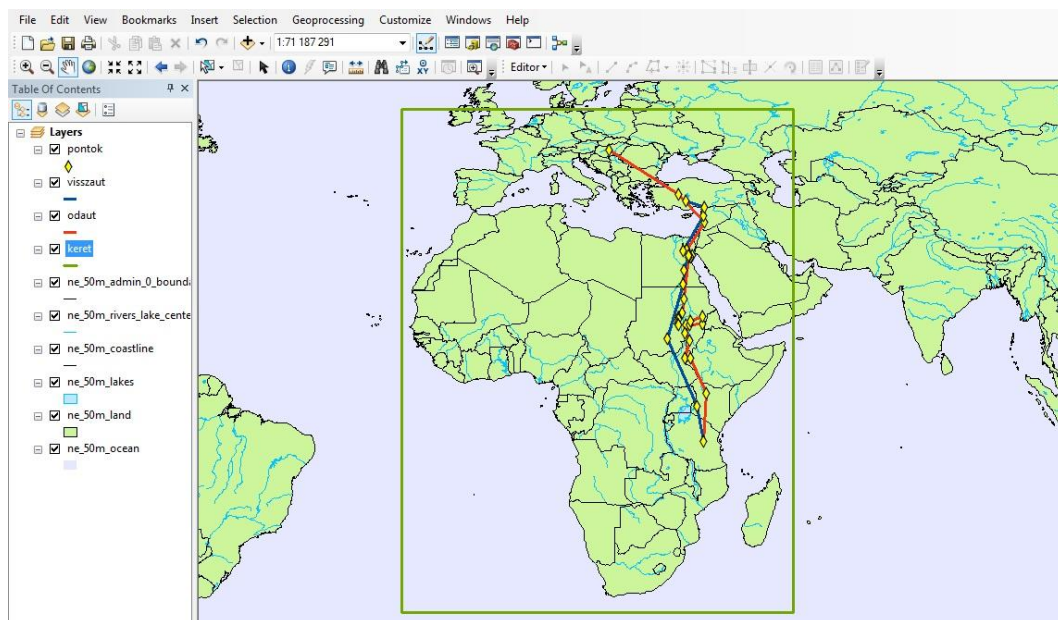 File Edit View Bookmarks Insert Selection Geoprocessing Customize Windows Help
1:71 187 291
Editor
Table Of Contents
Layers
pontok
visszaut
odaut
keret
ne_50m_admin_0_bounda
ne_50m_rivers_lake_cente
ne_50m_coastline
ne_50m_lakes
ne_50m_land
ne_50m_ocean